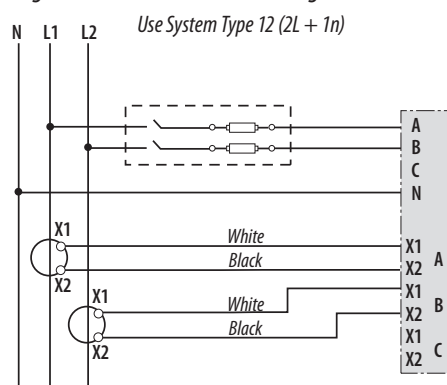 Use System Type 12 (2L + 1n)
N L1 L2
A
B
C
N
X1
White
X1
X2
Black
X2
A
X1
White
X1
X2
Black
X2
B
X1
X2
C